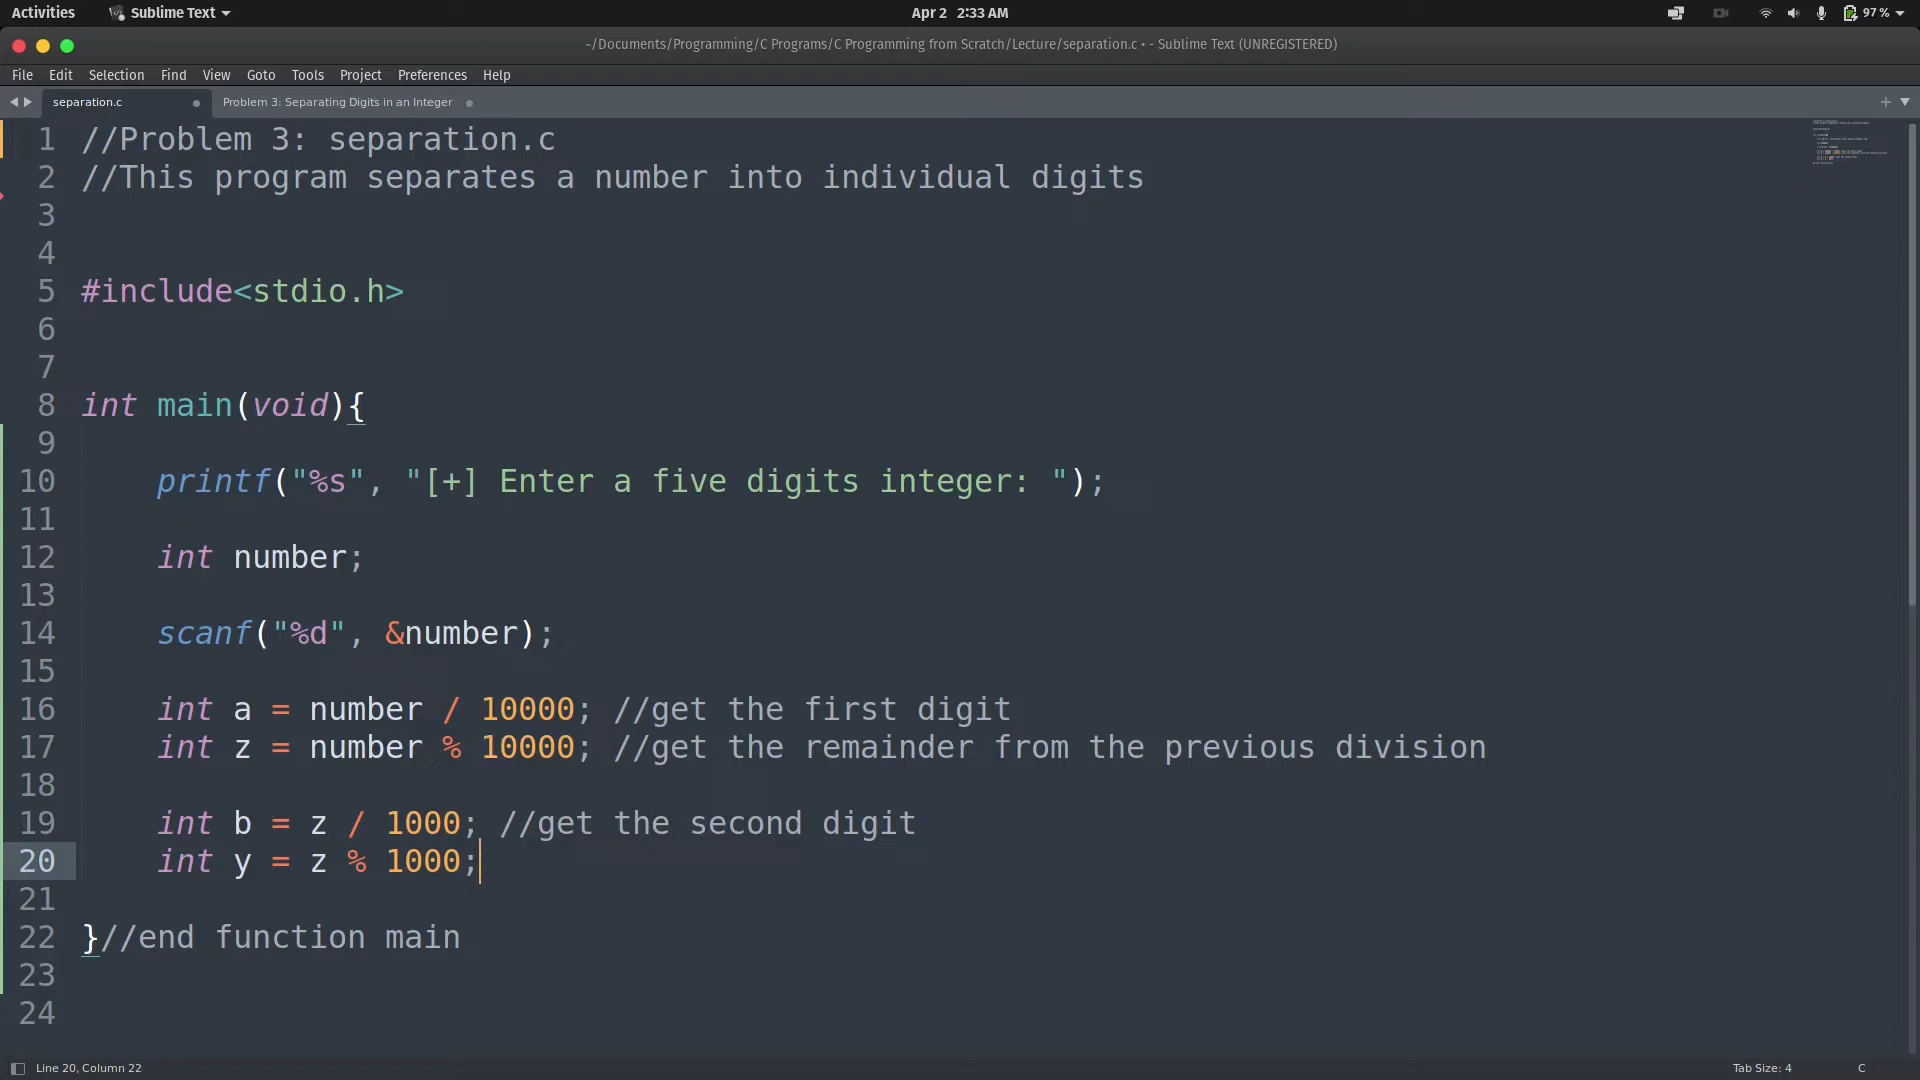 Activities Sublime Text Apr 2 2:33 AM 97 %
~/Documents/Programming/C Programs/C Programming from Scratch/Lecture/separation.c • - Sublime Text (UNREGISTERED)
File Edit Selection Find View Goto Tools Project Preferences Help
separation.c Problem 3: Separating Digits in an Integer
1 //Problem 3: separation.c
2 //This program separates a number into individual digits
3
4
5 #include<stdio.h>
6
7
8 int main(void){
9
10 printf("%s", "[+] Enter a five digits integer: ");
11
12 int number;
13
14 scanf("%d", &number);
15
16 int a = number / 10000; //get the first digit
17 int z = number % 10000; //get the remainder from the previous division
18
19 int b = z / 1000; //get the second digit
20 int y = z % 1000;
21
22 }//end function main
23
24
Line 20, Column 22 Tab Size: 4 C